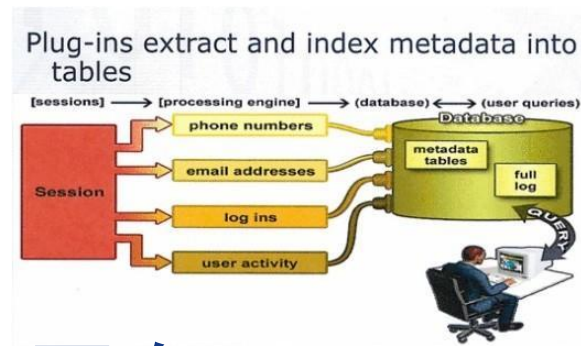 Plug-ins extract and index metadata into
tables
[sessions] → [processing engine] → (database) ↔ (user queries)
Database
phone numbers
metadata
tables
email addresses
full
log
Session
log ins
QUERY
user activity